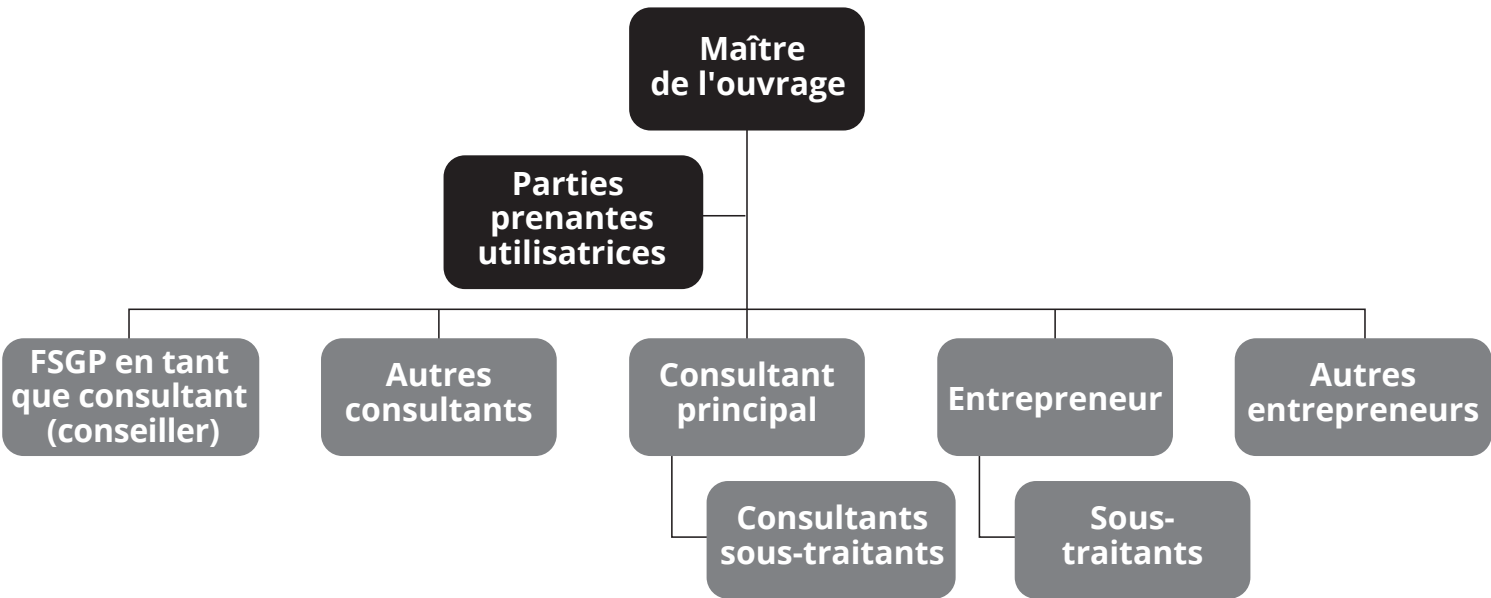 Maître
de l'ouvrage
Parties
prenantes
utilisatrices
FSGP en tant
que consultant
(conseiller)
Autres
consultants
Consultant
principal
Entrepreneur
Autres
entrepreneurs
Consultants
sous-traitants
Sous-
traitants